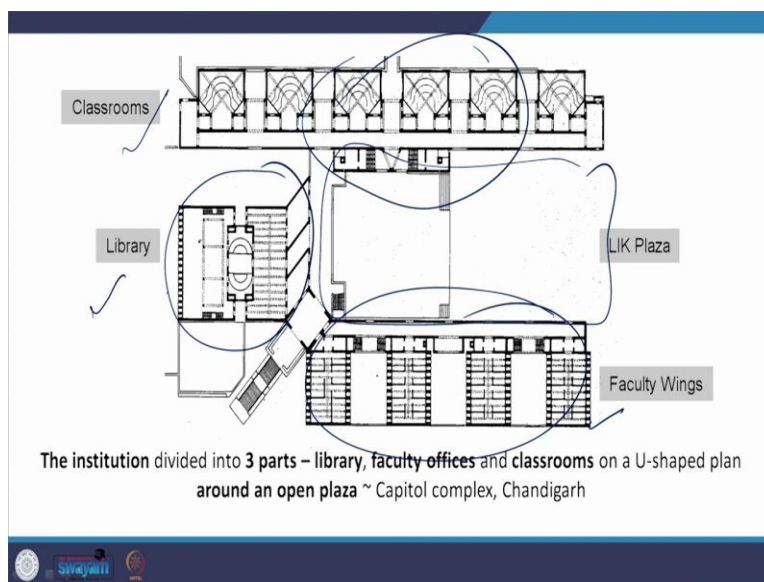 Classrooms
Library
LIK Plaza
Faculty Wings
The institution divided into 3 parts – library, faculty offices and classrooms on a U-shaped plan
around an open plaza ~ Capitol complex, Chandigarh
swayam